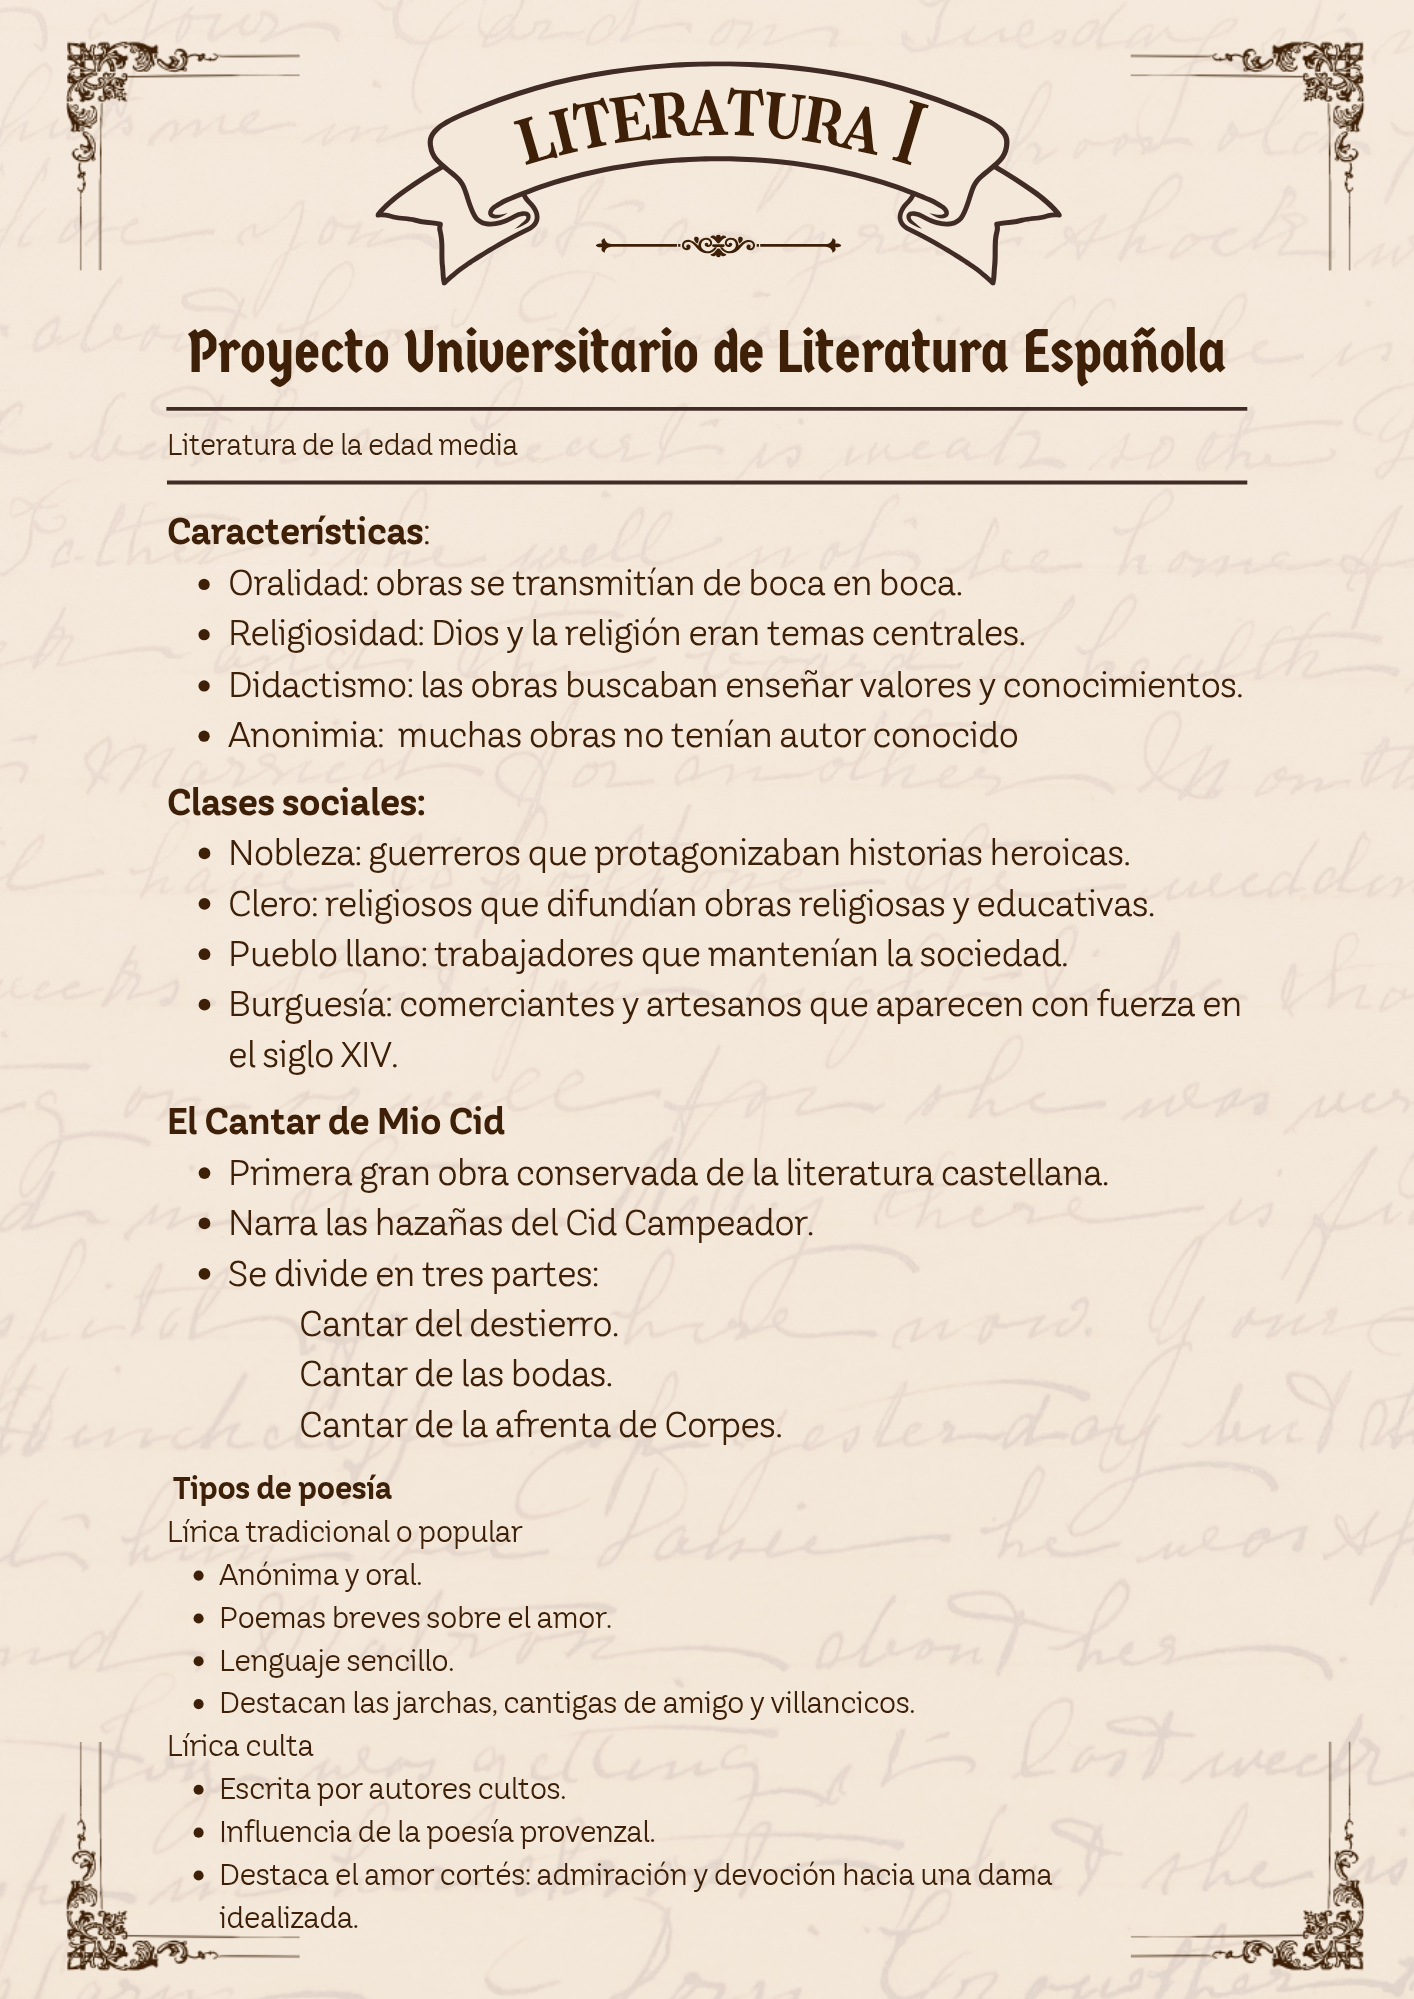 LITERATURA I
Proyecto Universitario de Literatura Española
Literatura de la edad media
Características:
• Oralidad: obras se transmitían de boca en boca.
• Religiosidad: Dios y la religión eran temas centrales.
• Didactismo: las obras buscaban enseñar valores y conocimientos.
• Anonimia:  muchas obras no tenían autor conocido
Clases sociales:
• Nobleza: guerreros que protagonizaban historias heroicas.
• Clero: religiosos que difundían obras religiosas y educativas.
• Pueblo llano: trabajadores que mantenían la sociedad.
• Burguesía: comerciantes y artesanos que aparecen con fuerza en
el siglo XIV.
El Cantar de Mio Cid
• Primera gran obra conservada de la literatura castellana.
• Narra las hazañas del Cid Campeador.
• Se divide en tres partes:
Cantar del destierro.
Cantar de las bodas.
Cantar de la afrenta de Corpes.
Tipos de poesía
Lírica tradicional o popular
• Anónima y oral.
• Poemas breves sobre el amor.
• Lenguaje sencillo.
• Destacan las jarchas, cantigas de amigo y villancicos.
Lírica culta
• Escrita por autores cultos.
• Influencia de la poesía provenzal.
• Destaca el amor cortés: admiración y devoción hacia una dama
idealizada.